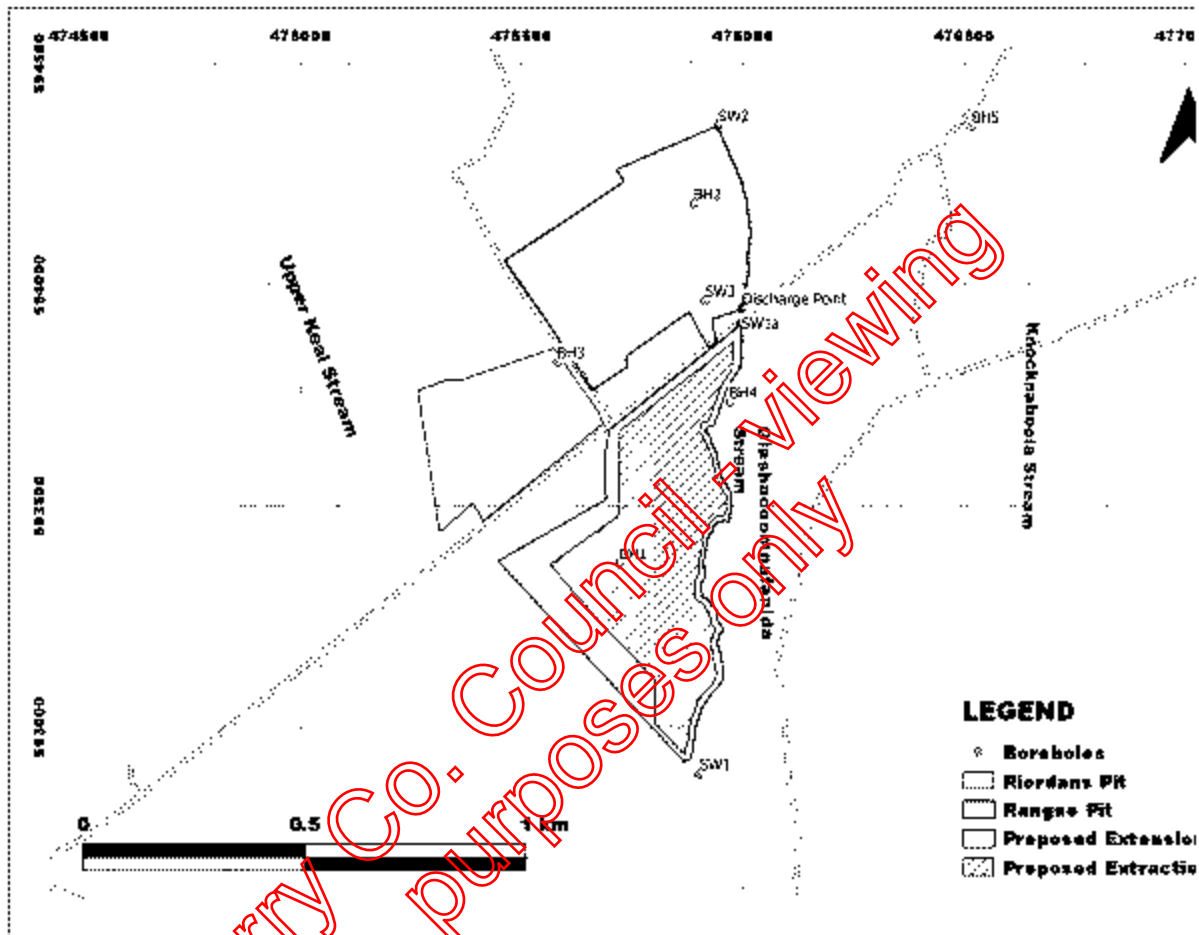 474500 475000 475500 476000 476500 4770
594500
SW2
BH5
BH2
594000
Upper Keal Stream
SW3
Discharge Point
SW3a
BH3
BH4
Stream
Knocknaboola Stream
593500
BH1
593000
SW1
LEGEND
Boreholes
Riordans Pit
Rangue Pit
Proposed Extensio
Proposed Extractio
0 0.5 1 km
rry Co. Council - viewing
purposes only